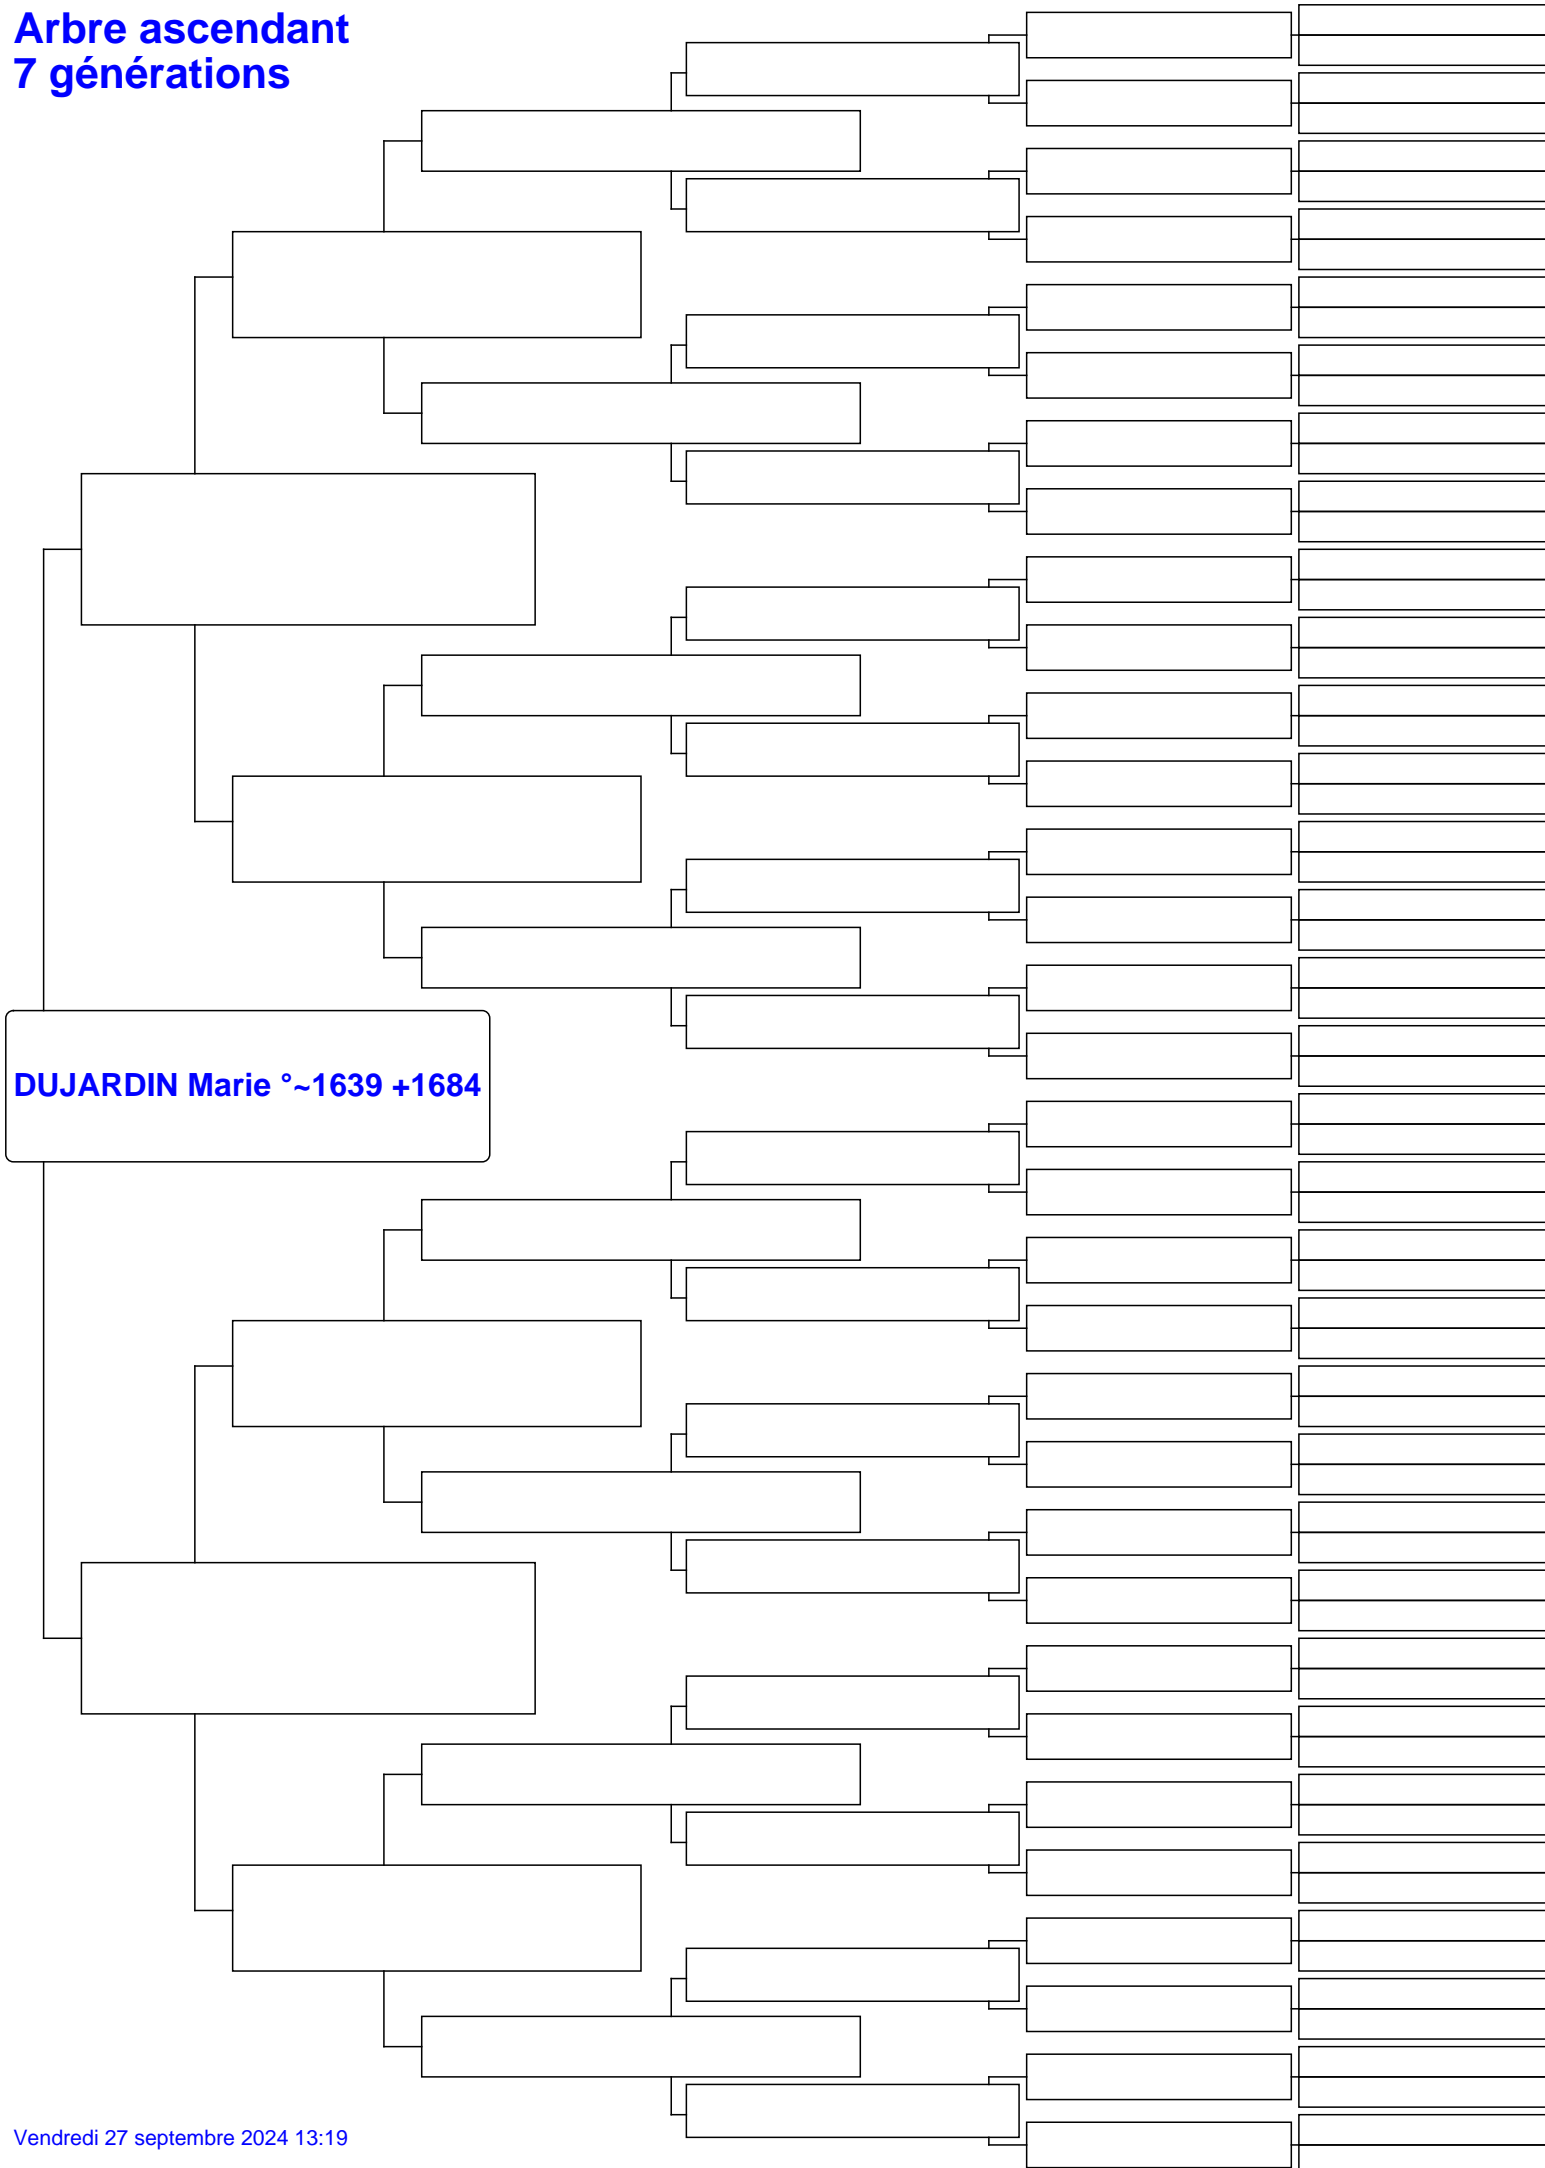 Arbre ascendant
7 générations
DUJARDIN Marie °~1639 +1684
Vendredi 27 septembre 2024 13:19